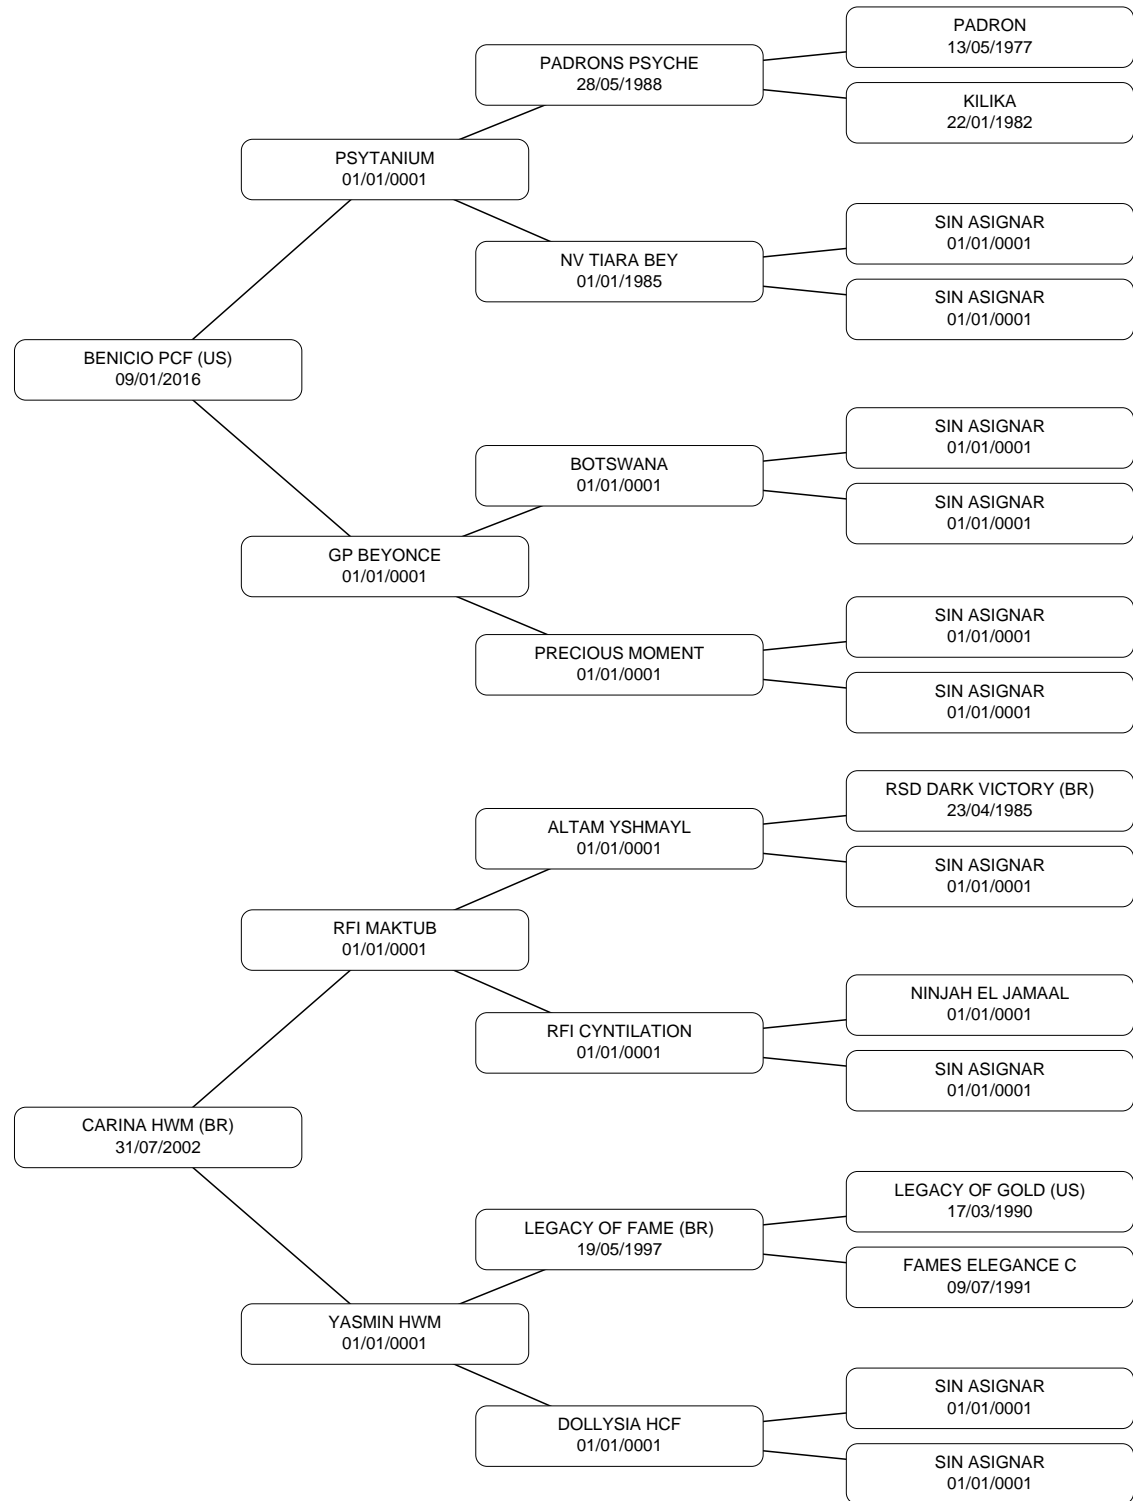 PADRON
13/05/1977
PADRONS PSYCHE
28/05/1988
KILIKA
22/01/1982
PSYTANIUM
01/01/0001
SIN ASIGNAR
01/01/0001
NV TIARA BEY
01/01/1985
SIN ASIGNAR
01/01/0001
BENICIO PCF (US)
09/01/2016
SIN ASIGNAR
01/01/0001
BOTSWANA
01/01/0001
SIN ASIGNAR
01/01/0001
GP BEYONCE
01/01/0001
SIN ASIGNAR
01/01/0001
PRECIOUS MOMENT
01/01/0001
SIN ASIGNAR
01/01/0001
RSD DARK VICTORY (BR)
23/04/1985
ALTAM YSHMAYL
01/01/0001
SIN ASIGNAR
01/01/0001
RFI MAKTUB
01/01/0001
NINJAH EL JAMAAL
01/01/0001
RFI CYNTILATION
01/01/0001
SIN ASIGNAR
01/01/0001
CARINA HWM (BR)
31/07/2002
LEGACY OF GOLD (US)
17/03/1990
LEGACY OF FAME (BR)
19/05/1997
FAMES ELEGANCE C
09/07/1991
YASMIN HWM
01/01/0001
SIN ASIGNAR
01/01/0001
DOLLYSIA HCF
01/01/0001
SIN ASIGNAR
01/01/0001